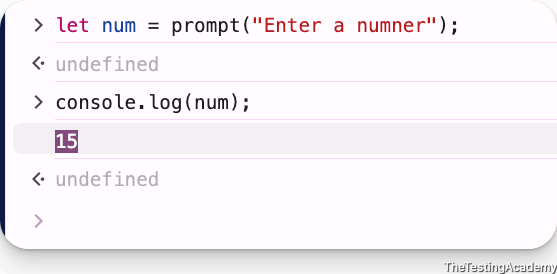 > let num = prompt("Enter a numner");
undefined
> console.log(num);
15
undefined
>
TheTestingAcademy